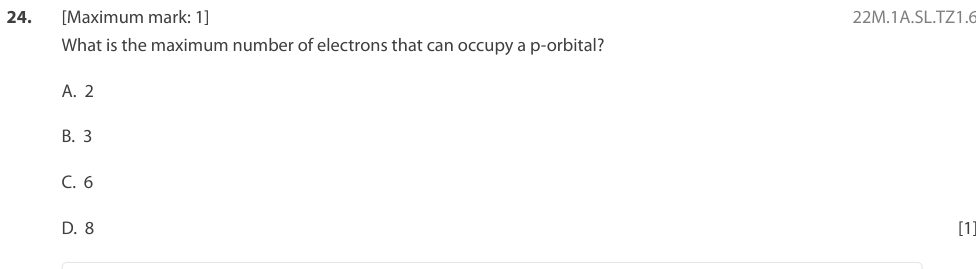 24. [Maximum mark: 1] 22M.1A.SL.TZ1.6
What is the maximum number of electrons that can occupy a p-orbital?
A. 2
B. 3
C. 6
D. 8 [1]